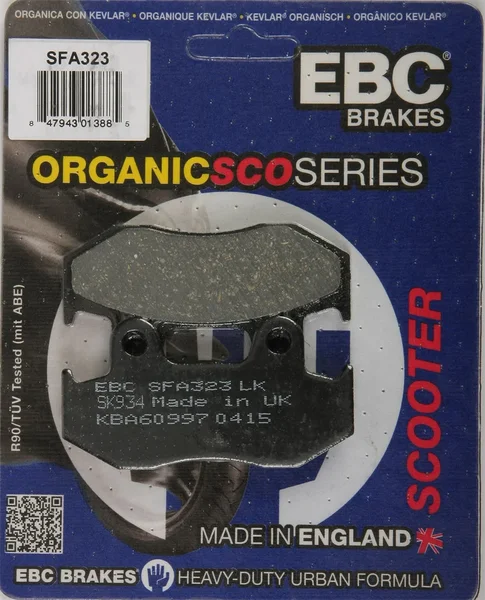 ORGANICA CON KEVLAR® • ORGANIQUE KEVLAR® • KEVLAR® ORGANISCH • ORGÂNICO KEVLAR®
SFA323
8 47943 01388 5
EBC®
BRAKES
ORGANICSCOSERIES
R90/TÜV Tested (mit ABE)
EBC SFA323 LK
SK934 Made in UK
KBA60997 0415
SCOOTER
MADE IN ENGLAND
EBC BRAKES® HEAVY-DUTY URBAN FORMULA